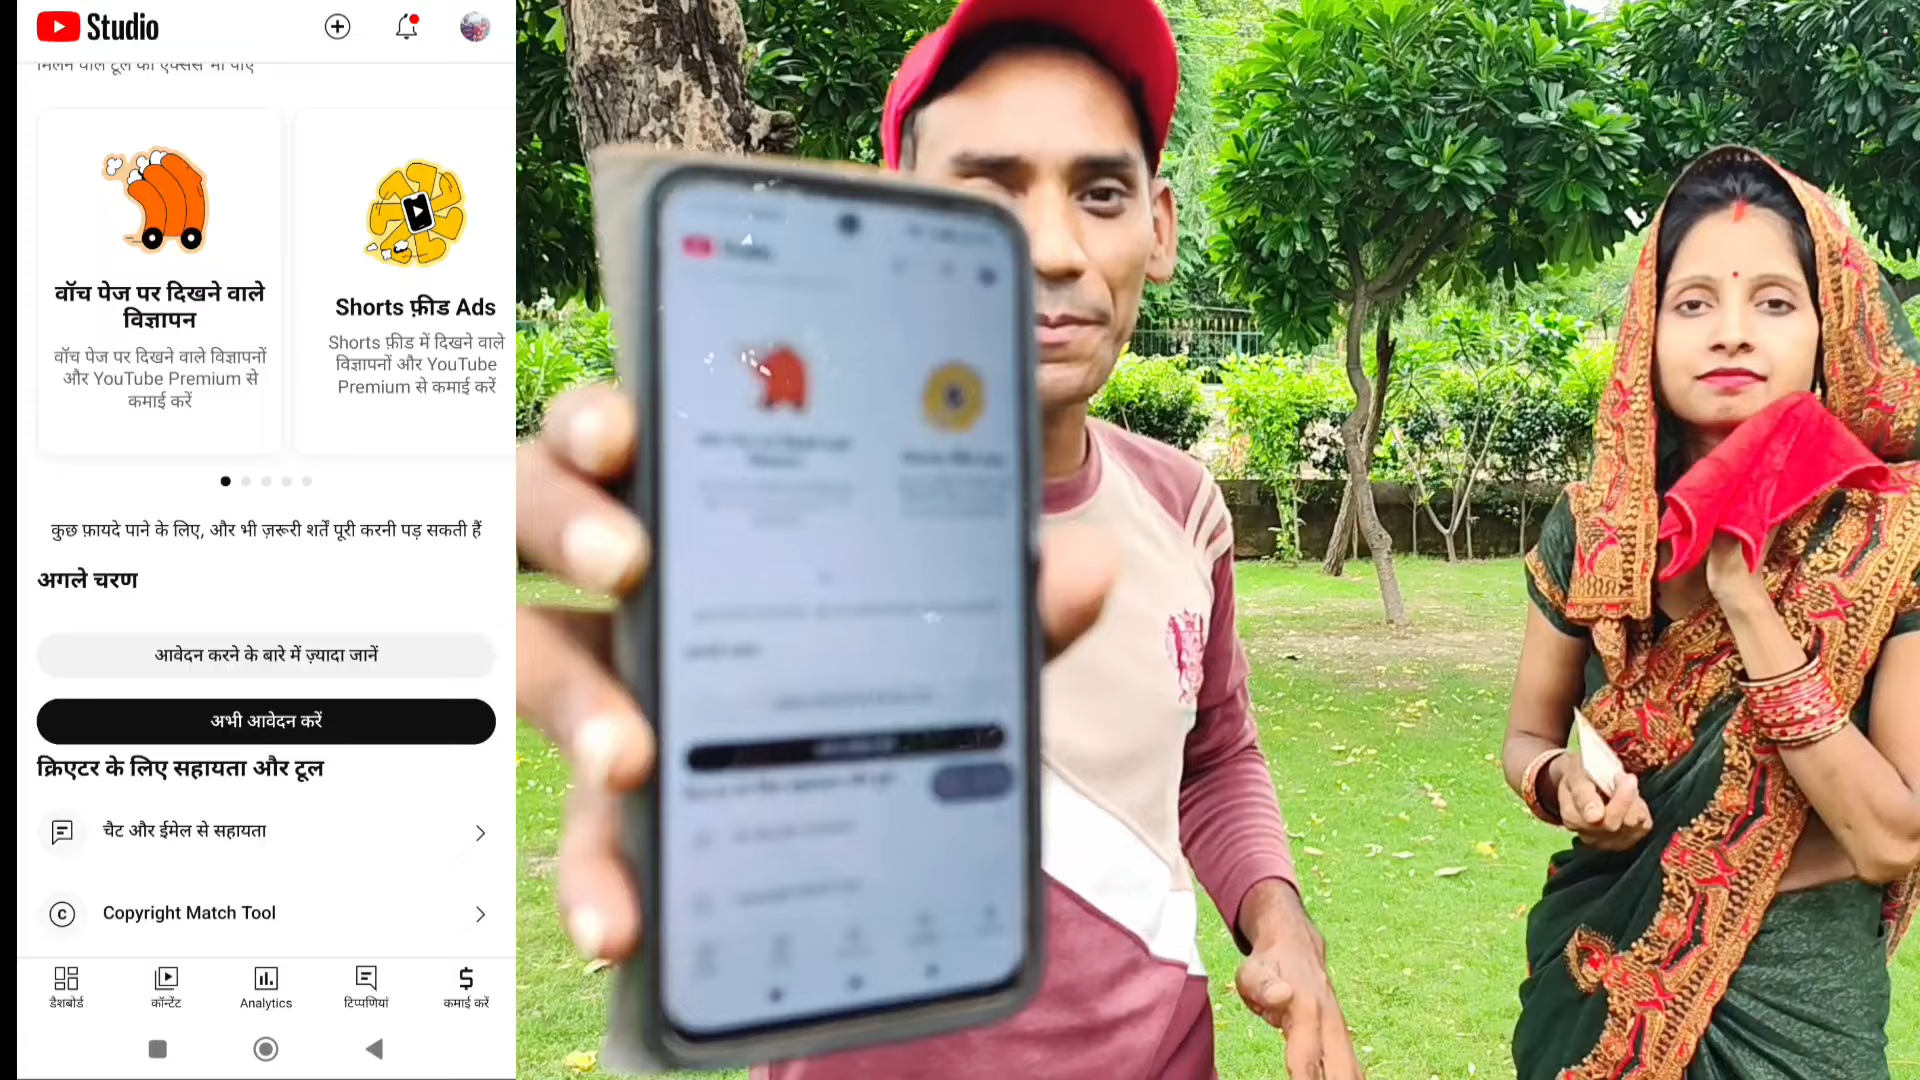 Studio
मिलने वाले टूल का एक्सेस भी पाएं
वॉच पेज पर दिखने वाले
विज्ञापन
वॉच पेज पर दिखने वाले विज्ञापनों
और YouTube Premium से
कमाई करें
Shorts फ़ीड Ads
Shorts फ़ीड में दिखने वाले
विज्ञापनों और YouTube
Premium से कमाई करें
कुछ फ़ायदे पाने के लिए, और भी ज़रूरी शर्तें पूरी करनी पड़ सकती हैं
अगले चरण
आवेदन करने के बारे में ज़्यादा जानें
अभी आवेदन करें
क्रिएटर के लिए सहायता और टूल
चैट और ईमेल से सहायता
Copyright Match Tool
डैशबोर्ड
कॉन्टेंट
Analytics
टिप्पणियां
कमाई करें